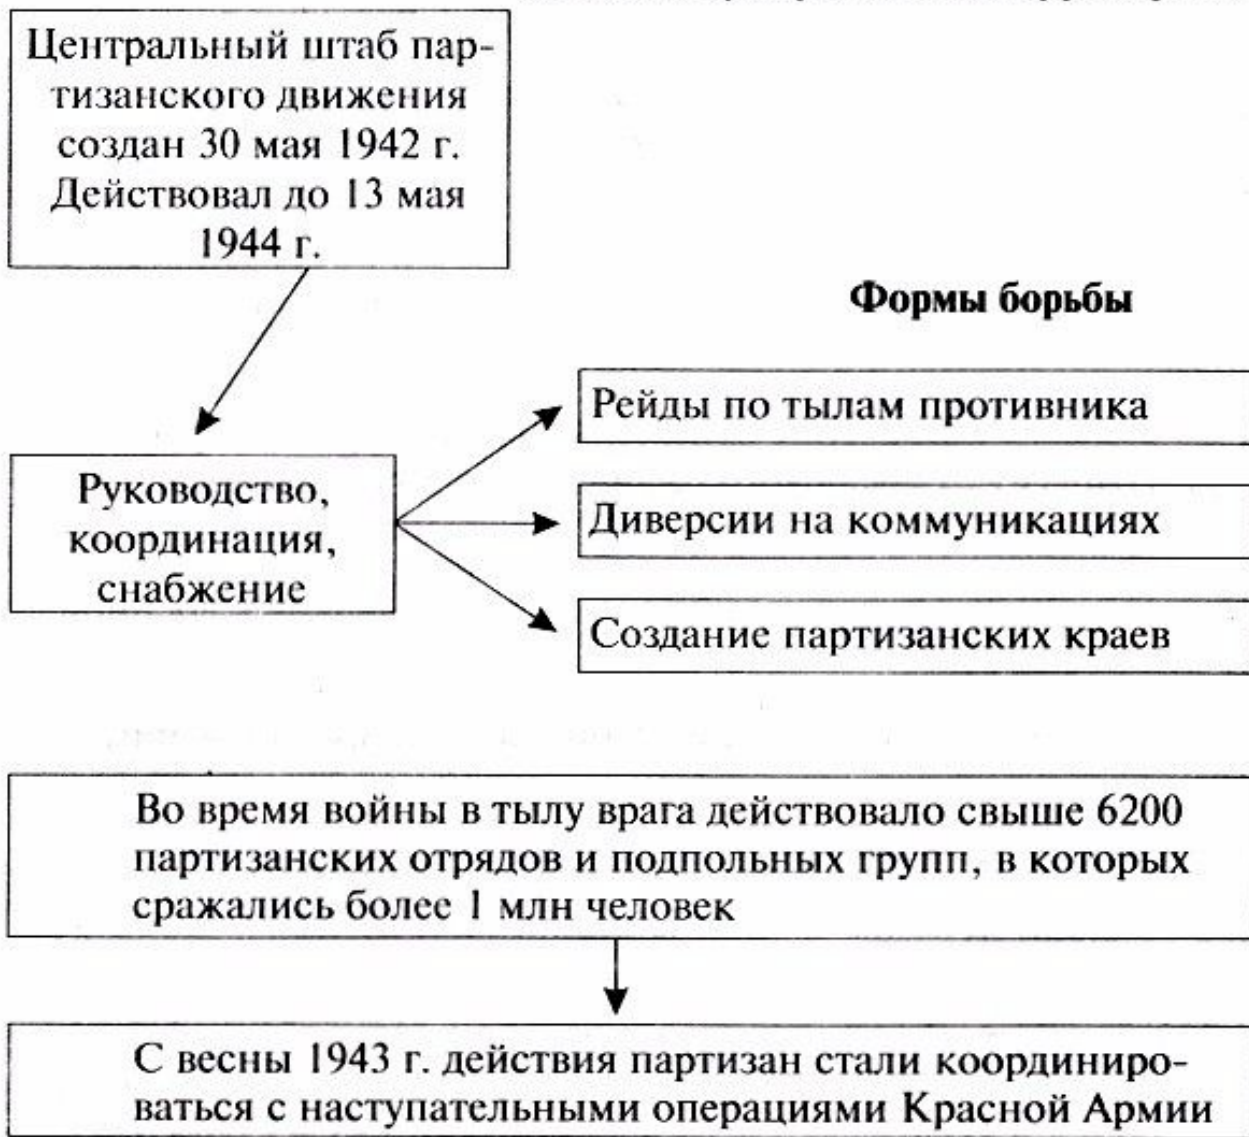 Центральный штаб пар-
тизанского движения
создан 30 мая 1942 г.
Действовал до 13 мая
1944 г.
Формы борьбы
Рейды по тылам противника
Руководство,
координация,
снабжение
Диверсии на коммуникациях
Создание партизанских краев
Во время войны в тылу врага действовало свыше 6200
партизанских отрядов и подпольных групп, в которых
сражались более 1 млн человек
С весны 1943 г. действия партизан стали координиро-
ваться с наступательными операциями Красной Армии